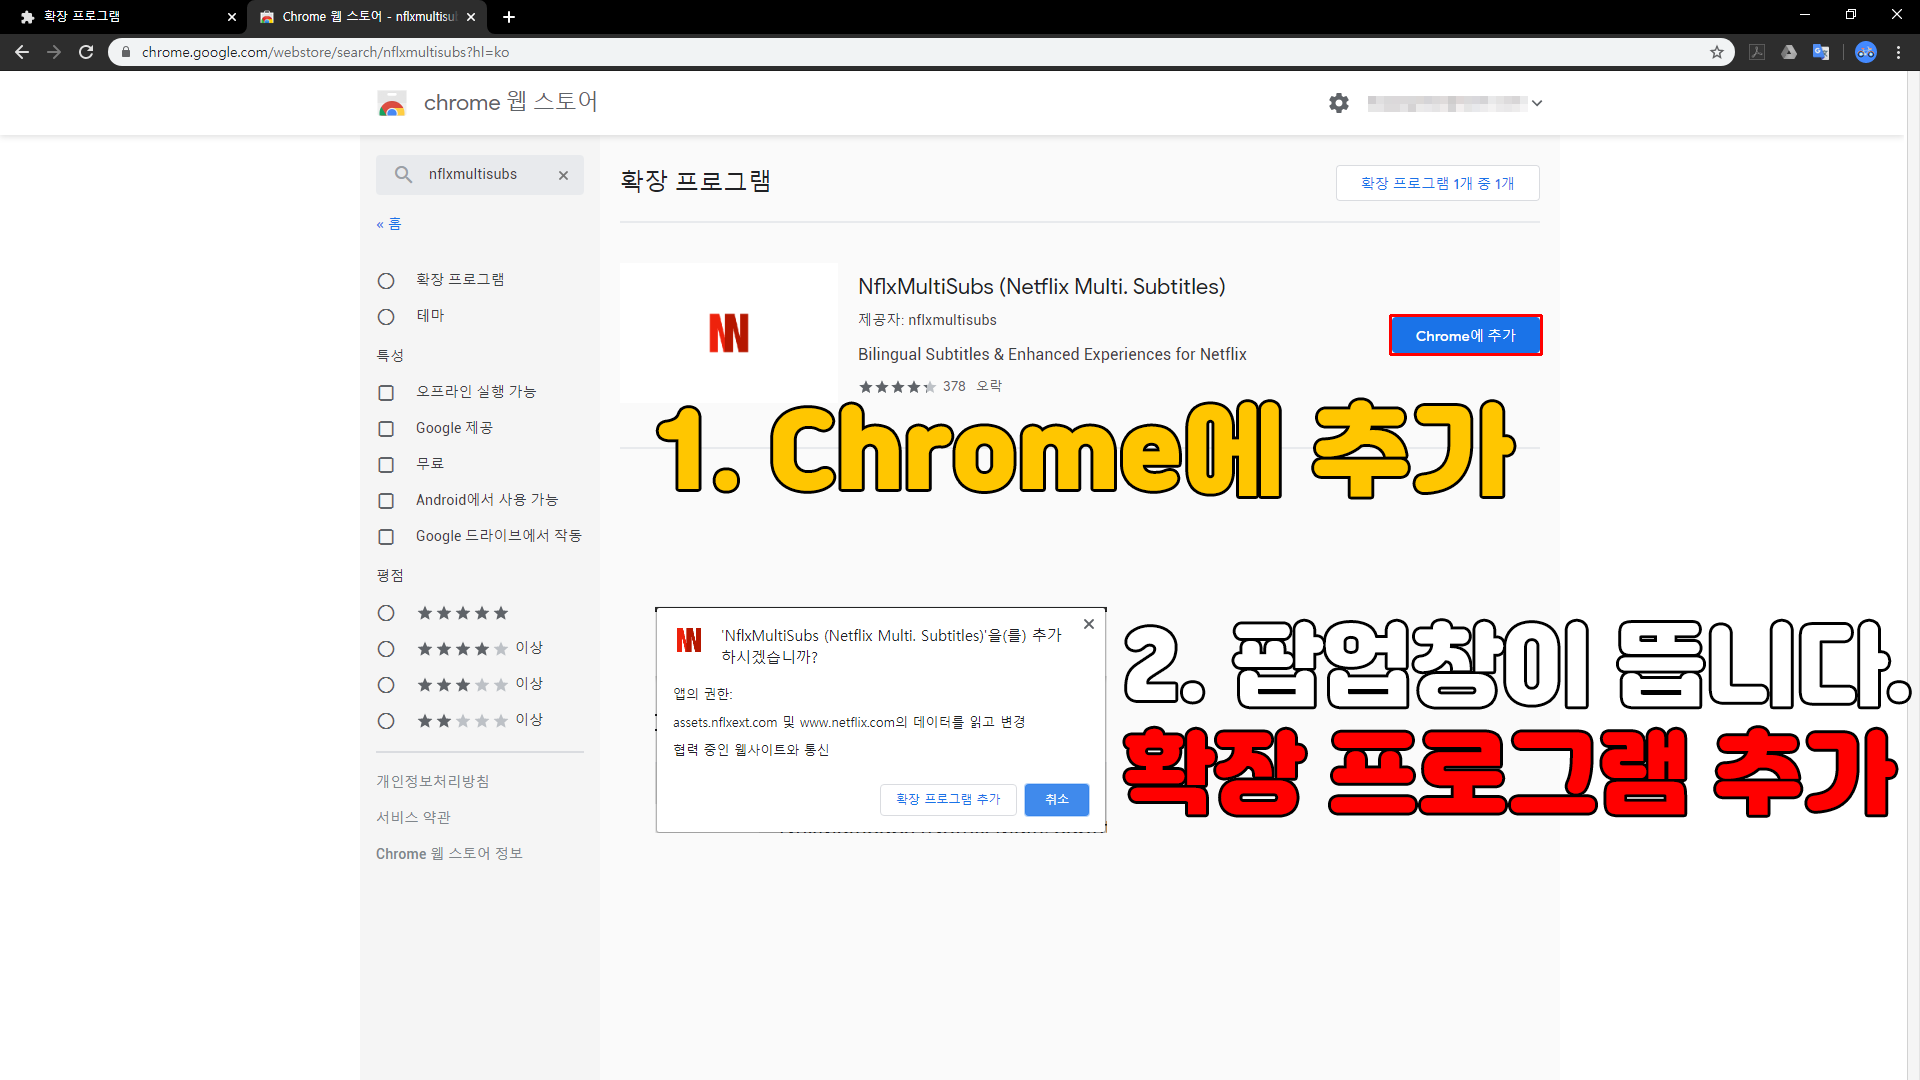 확장 프로그램
Chrome 웹 스토어 - nflxmultisu
chrome.google.com/webstore/search/nflxmultisubs?hl=ko
chrome 웹 스토어
nflxmultisubs
« 홈
확장 프로그램
테마
특성
오프라인 실행 가능
Google 제공
무료
Android에서 사용 가능
Google 드라이브에서 작동
평점
이상
이상
이상
개인정보처리방침
서비스 약관
Chrome 웹 스토어 정보
확장 프로그램
확장 프로그램 1개 중 1개
NflxMultiSubs (Netflix Multi. Subtitles)
제공자: nflxmultisubs
Bilingual Subtitles & Enhanced Experiences for Netflix
378 오락
Chrome에 추가
1. Chrome에 추가
'NflxMultiSubs (Netflix Multi. Subtitles)'을(를) 추가
하시겠습니까?
앱의 권한:
assets.nflxext.com 및 www.netflix.com의 데이터를 읽고 변경
협력 중인 웹사이트와 통신
확장 프로그램 추가
취소
2. 팝업창이 뜹니다.
확장 프로그램 추가